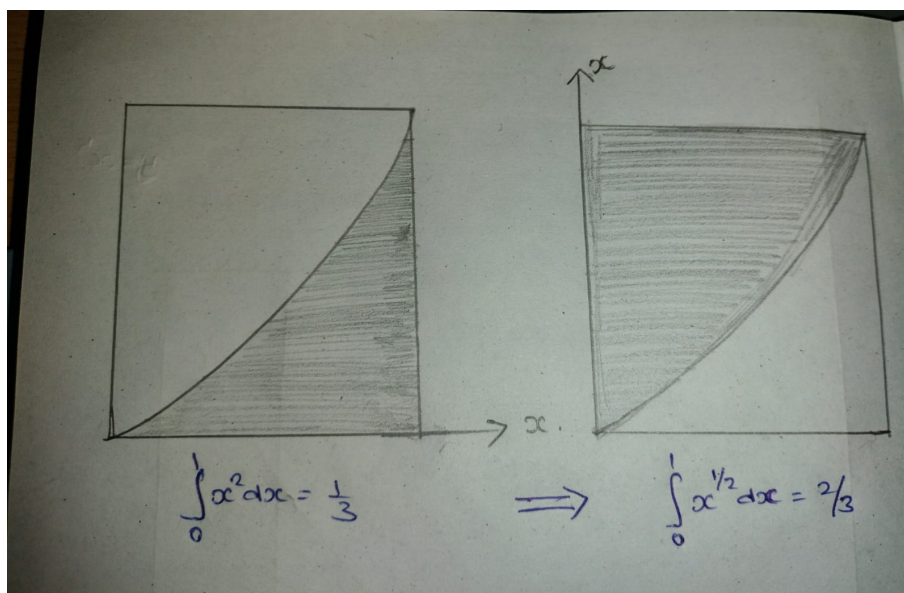 x
x.
∫₀¹ x² dx = 1/3 ⟹ ∫₀¹ x^{1/2} dx = 2/3